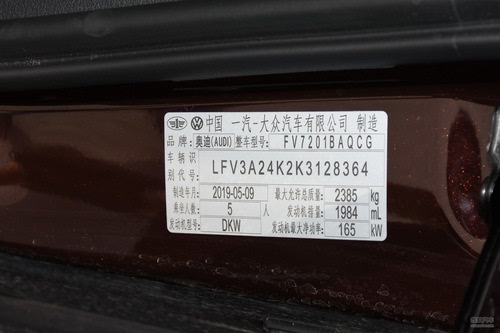 中国 一汽-大众汽车有限公司 制造
品牌 奥迪(AUDI) 整车型号: FV7201BAQCG
车辆识别代号: LFV3A24K2K3128364
制造年月 2019-05-09 最大允许总质量: 2385 kg
乘坐人数: 5 人 发动机排量: 1984 mL
发动机型号: DKW 发动机最大净功率: 165 kW